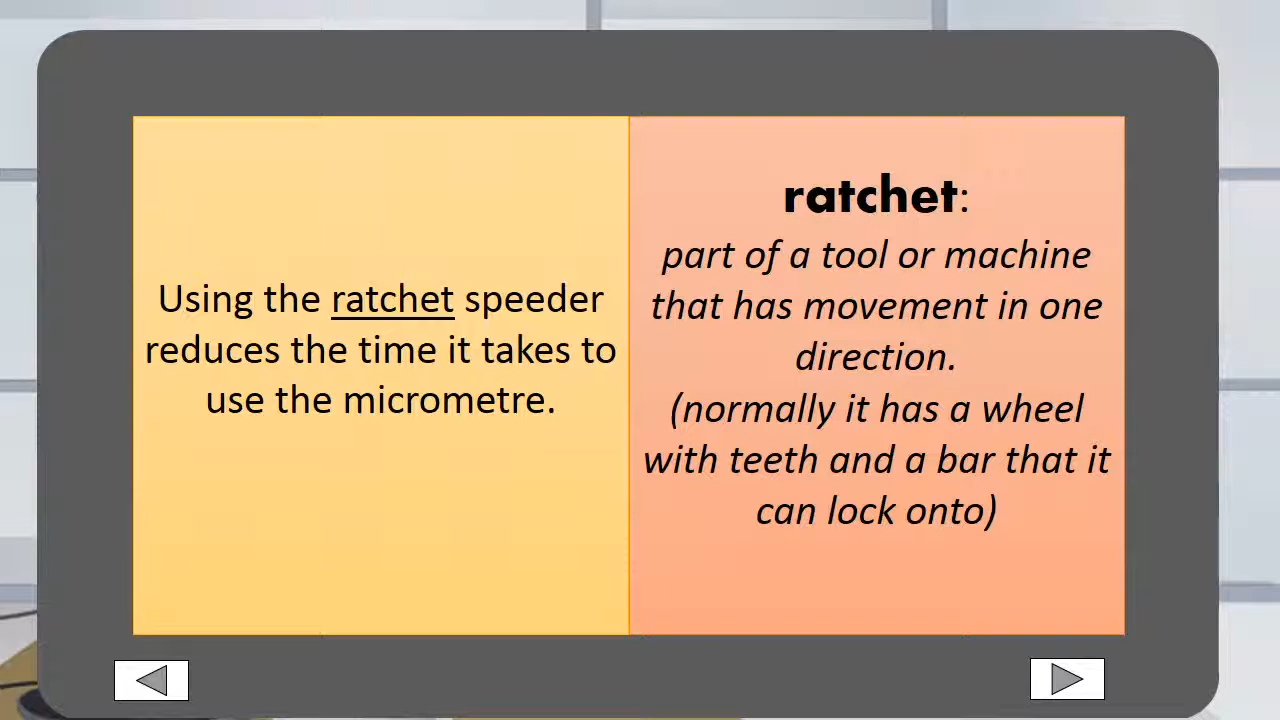 Using the ratchet speeder
reduces the time it takes to
use the micrometre.
ratchet:
part of a tool or machine
that has movement in one
direction.
(normally it has a wheel
with teeth and a bar that it
can lock onto)